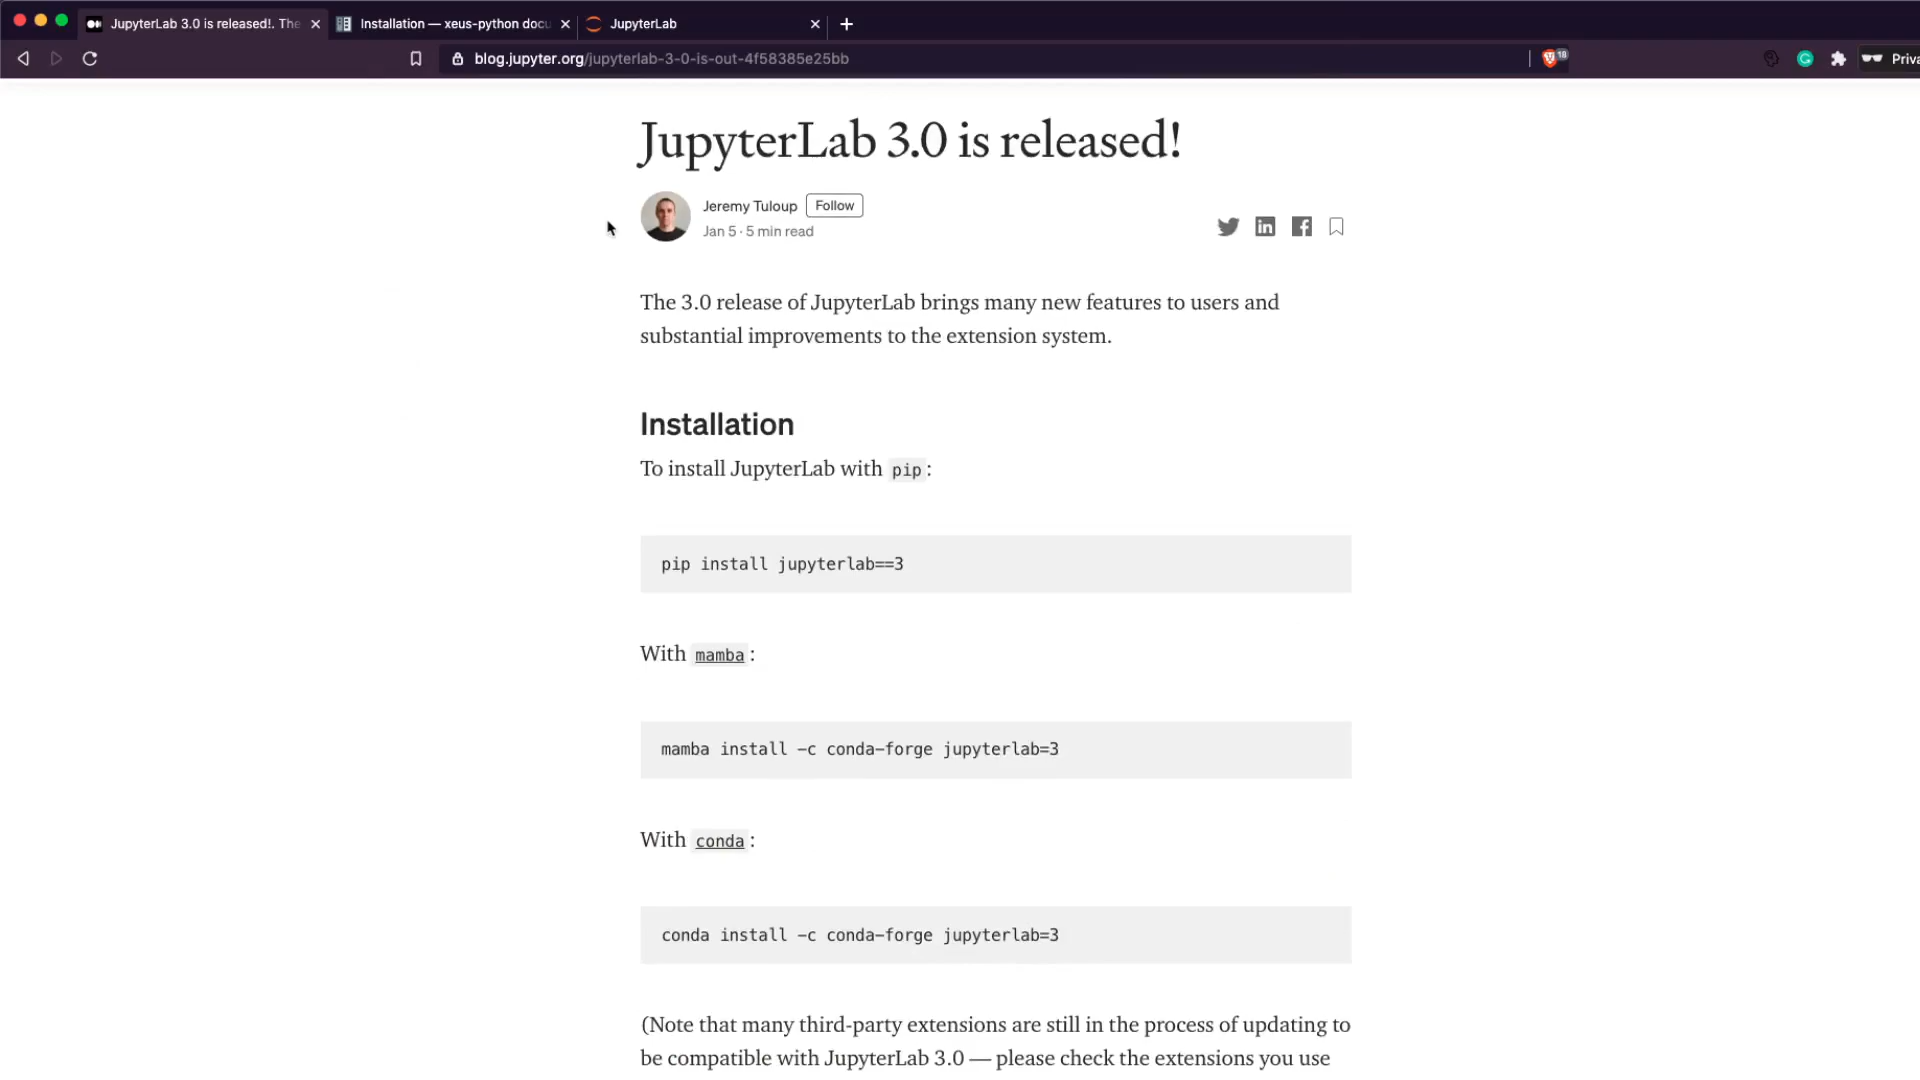 JupyterLab 3.0 is released!. The
Installation — xeus-python docu
JupyterLab
blog.jupyter.org/jupyterlab-3-0-is-out-4f58385e25bb
18
Priva
JupyterLab 3.0 is released!
Jeremy Tuloup Follow
Jan 5 · 5 min read
The 3.0 release of JupyterLab brings many new features to users and
substantial improvements to the extension system.
Installation
To install JupyterLab with pip:
pip install jupyterlab==3
With mamba:
mamba install -c conda-forge jupyterlab=3
With conda:
conda install -c conda-forge jupyterlab=3
(Note that many third-party extensions are still in the process of updating to
be compatible with JupyterLab 3.0 — please check the extensions you use